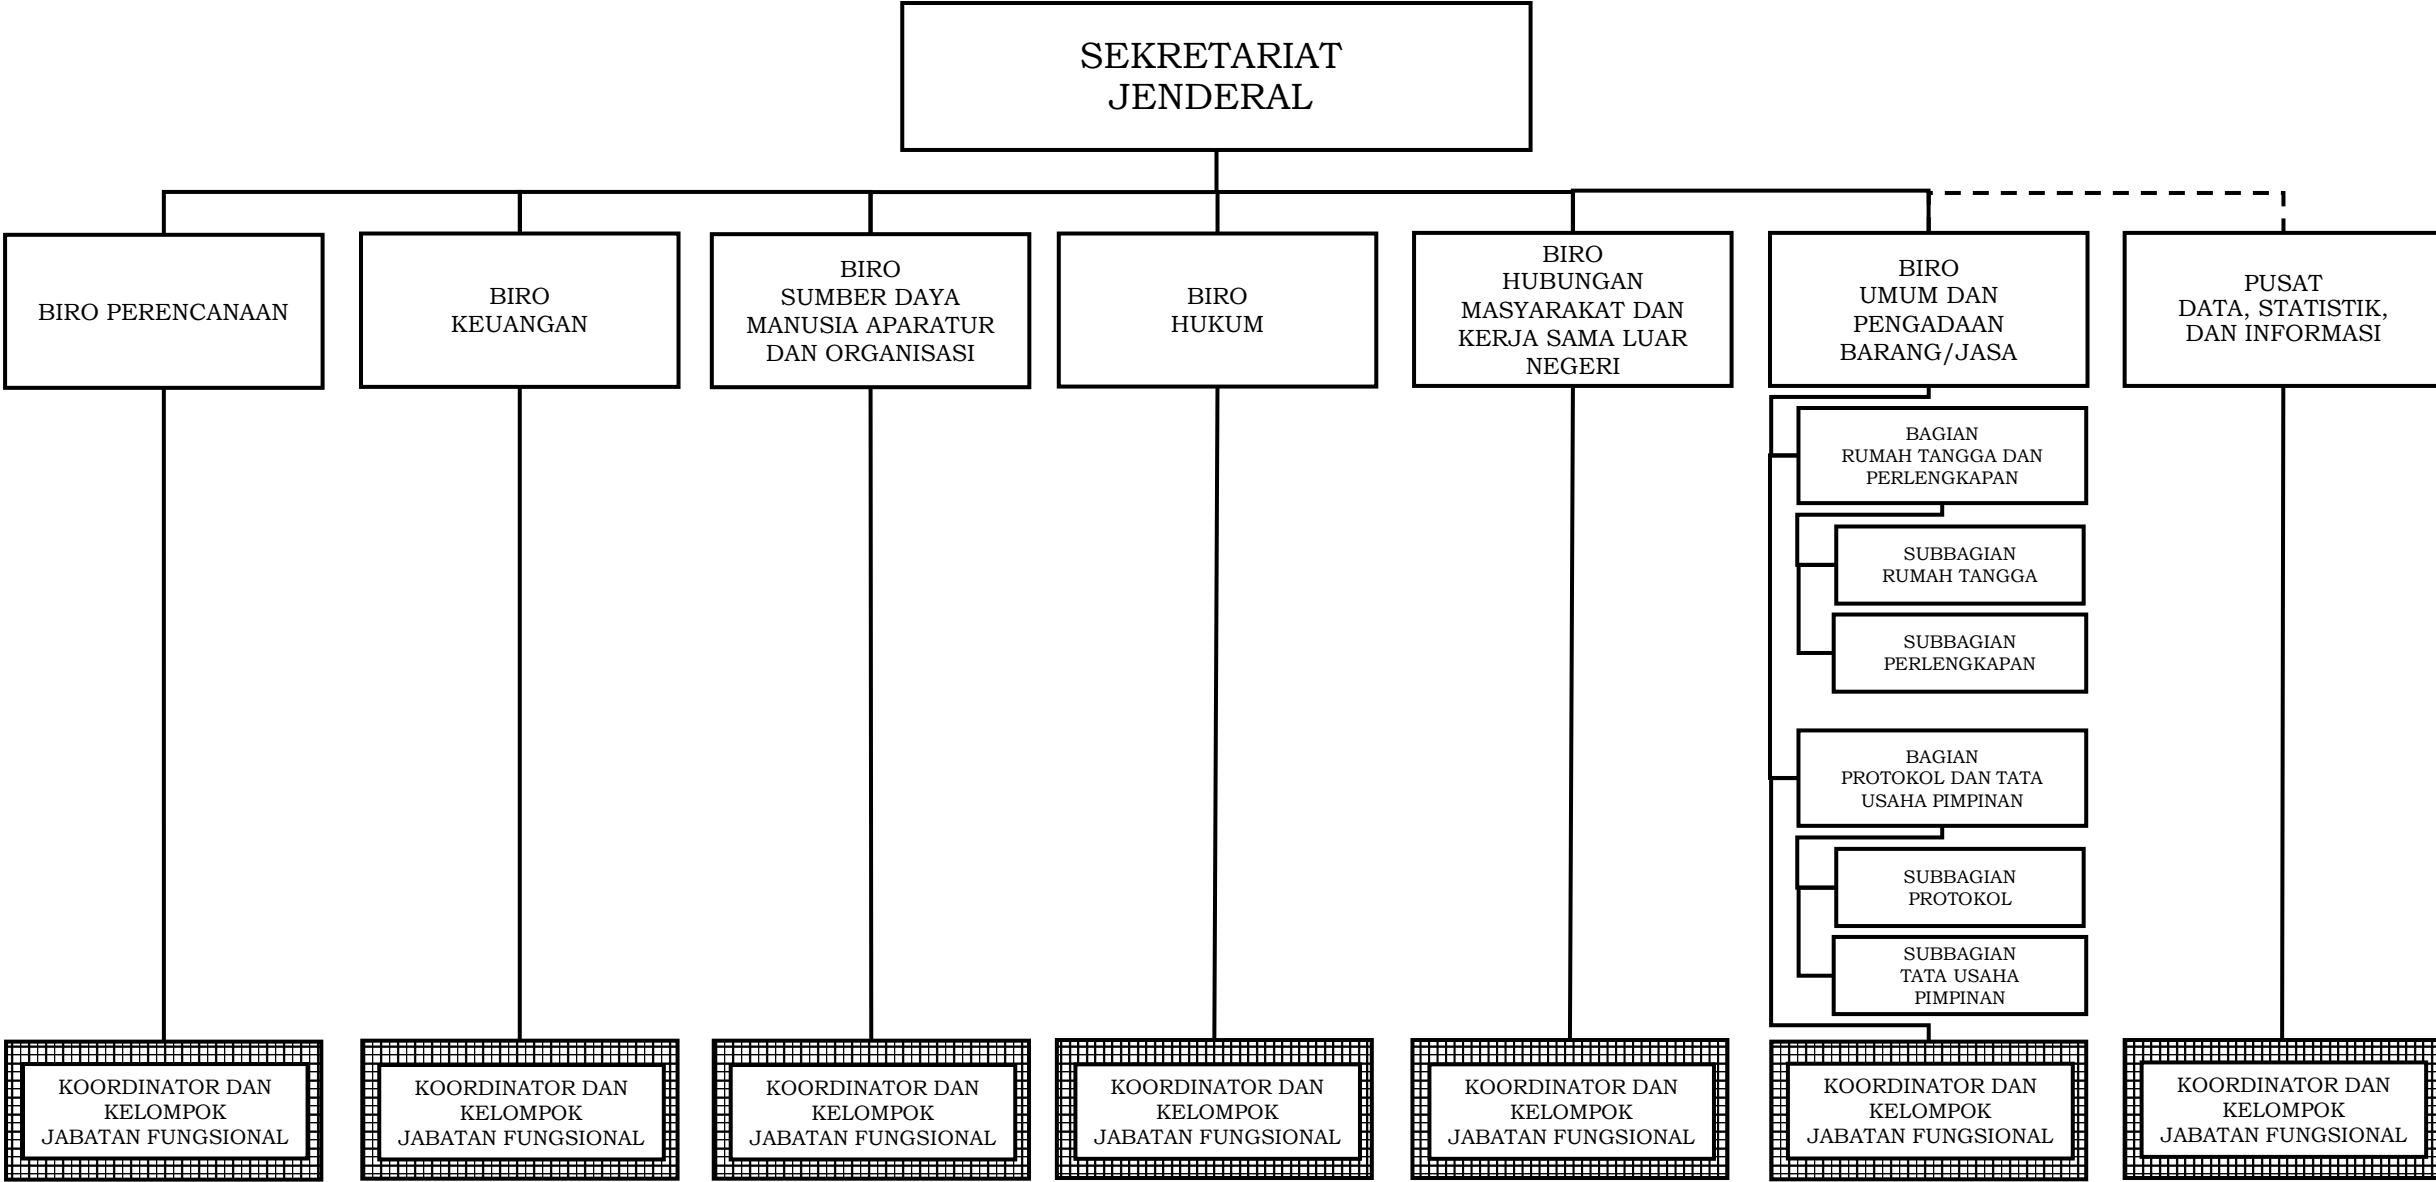 SEKRETARIAT
JENDERAL
BIRO PERENCANAAN
BIRO
KEUANGAN
BIRO
SUMBER DAYA
MANUSIA APARATUR
DAN ORGANISASI
BIRO
HUKUM
BIRO
HUBUNGAN
MASYARAKAT DAN
KERJA SAMA LUAR
NEGERI
BIRO
UMUM DAN
PENGADAAN
BARANG/JASA
PUSAT
DATA, STATISTIK,
DAN INFORMASI
BAGIAN
RUMAH TANGGA DAN
PERLENGKAPAN
SUBBAGIAN
RUMAH TANGGA
SUBBAGIAN
PERLENGKAPAN
BAGIAN
PROTOKOL DAN TATA
USAHA PIMPINAN
SUBBAGIAN
PROTOKOL
SUBBAGIAN
TATA USAHA
PIMPINAN
KOORDINATOR DAN
KELOMPOK
JABATAN FUNGSIONAL
KOORDINATOR DAN
KELOMPOK
JABATAN FUNGSIONAL
KOORDINATOR DAN
KELOMPOK
JABATAN FUNGSIONAL
KOORDINATOR DAN
KELOMPOK
JABATAN FUNGSIONAL
KOORDINATOR DAN
KELOMPOK
JABATAN FUNGSIONAL
KOORDINATOR DAN
KELOMPOK
JABATAN FUNGSIONAL
KOORDINATOR DAN
KELOMPOK
JABATAN FUNGSIONAL